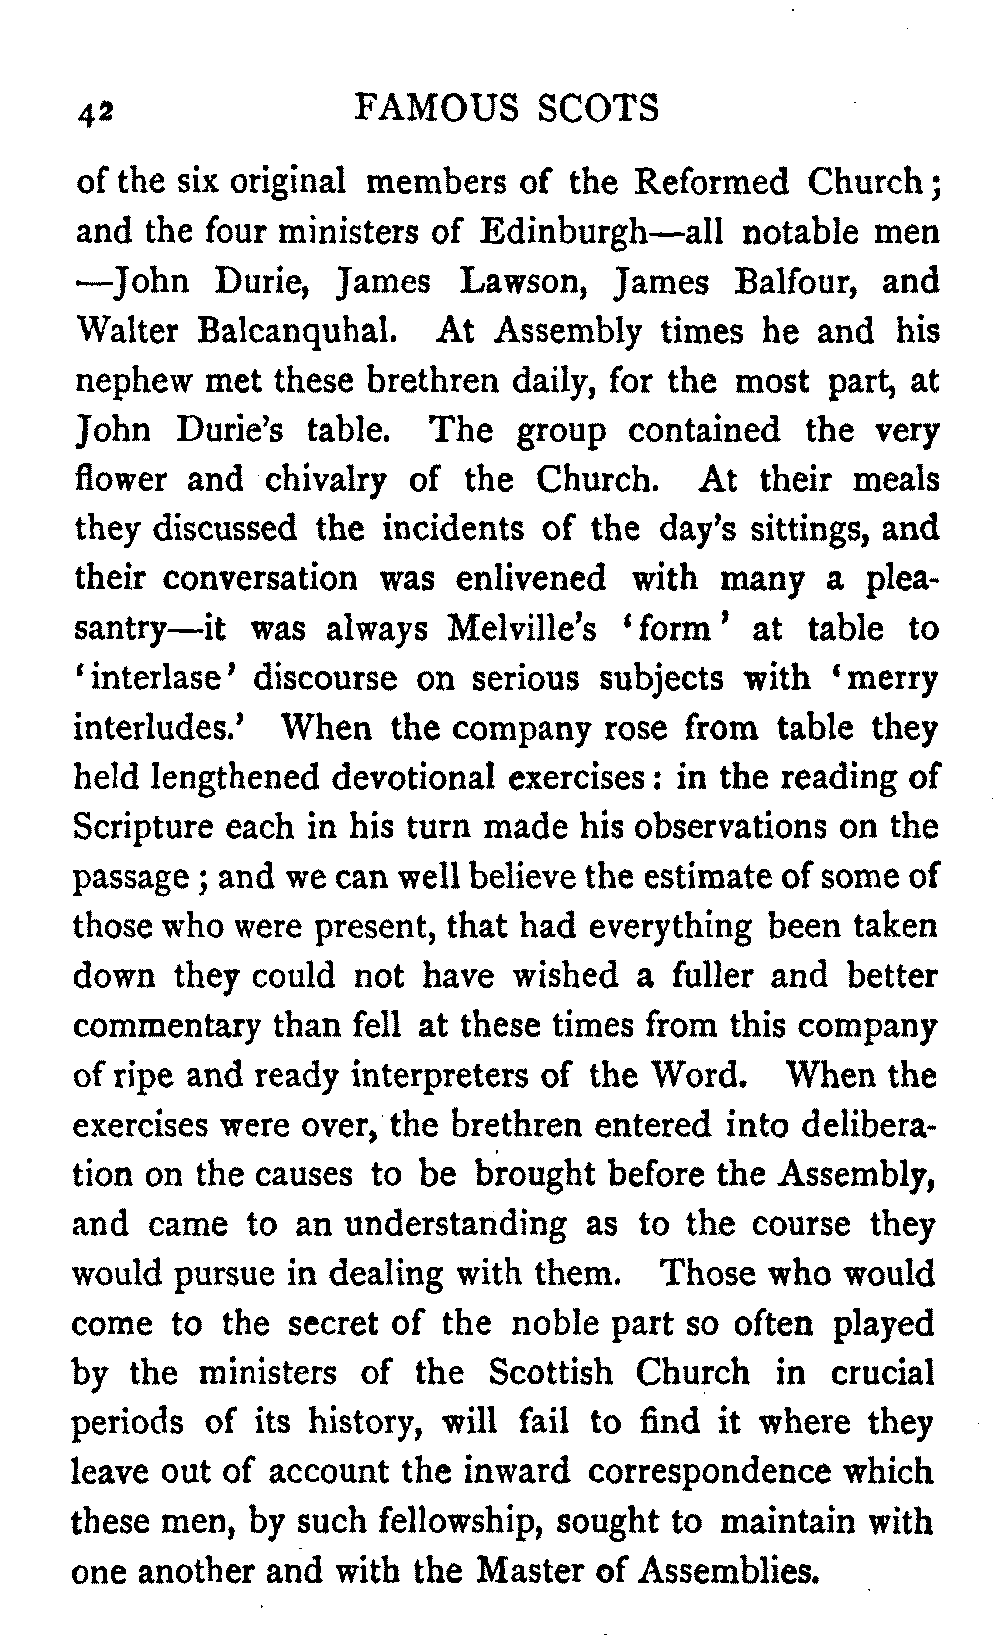 42 FAMOUS SCOTS
of the six original members of the Reformed Church;
and the four ministers of Edinburgh—all notable men
—John Durie, James Lawson, James Balfour, and
Walter Balcanquhal. At Assembly times he and his
nephew met these brethren daily, for the most part, at
John Durie's table. The group contained the very
flower and chivalry of the Church. At their meals
they discussed the incidents of the day's sittings, and
their conversation was enlivened with many a plea-
santry—it was always Melville's ‘form’ at table to
‘interlase’ discourse on serious subjects with ‘merry
interludes.’ When the company rose from table they
held lengthened devotional exercises: in the reading of
Scripture each in his turn made his observations on the
passage; and we can well believe the estimate of some of
those who were present, that had everything been taken
down they could not have wished a fuller and better
commentary than fell at these times from this company
of ripe and ready interpreters of the Word. When the
exercises were over, the brethren entered into delibera-
tion on the causes to be brought before the Assembly,
and came to an understanding as to the course they
would pursue in dealing with them. Those who would
come to the secret of the noble part so often played
by the ministers of the Scottish Church in crucial
periods of its history, will fail to find it where they
leave out of account the inward correspondence which
these men, by such fellowship, sought to maintain with
one another and with the Master of Assemblies.